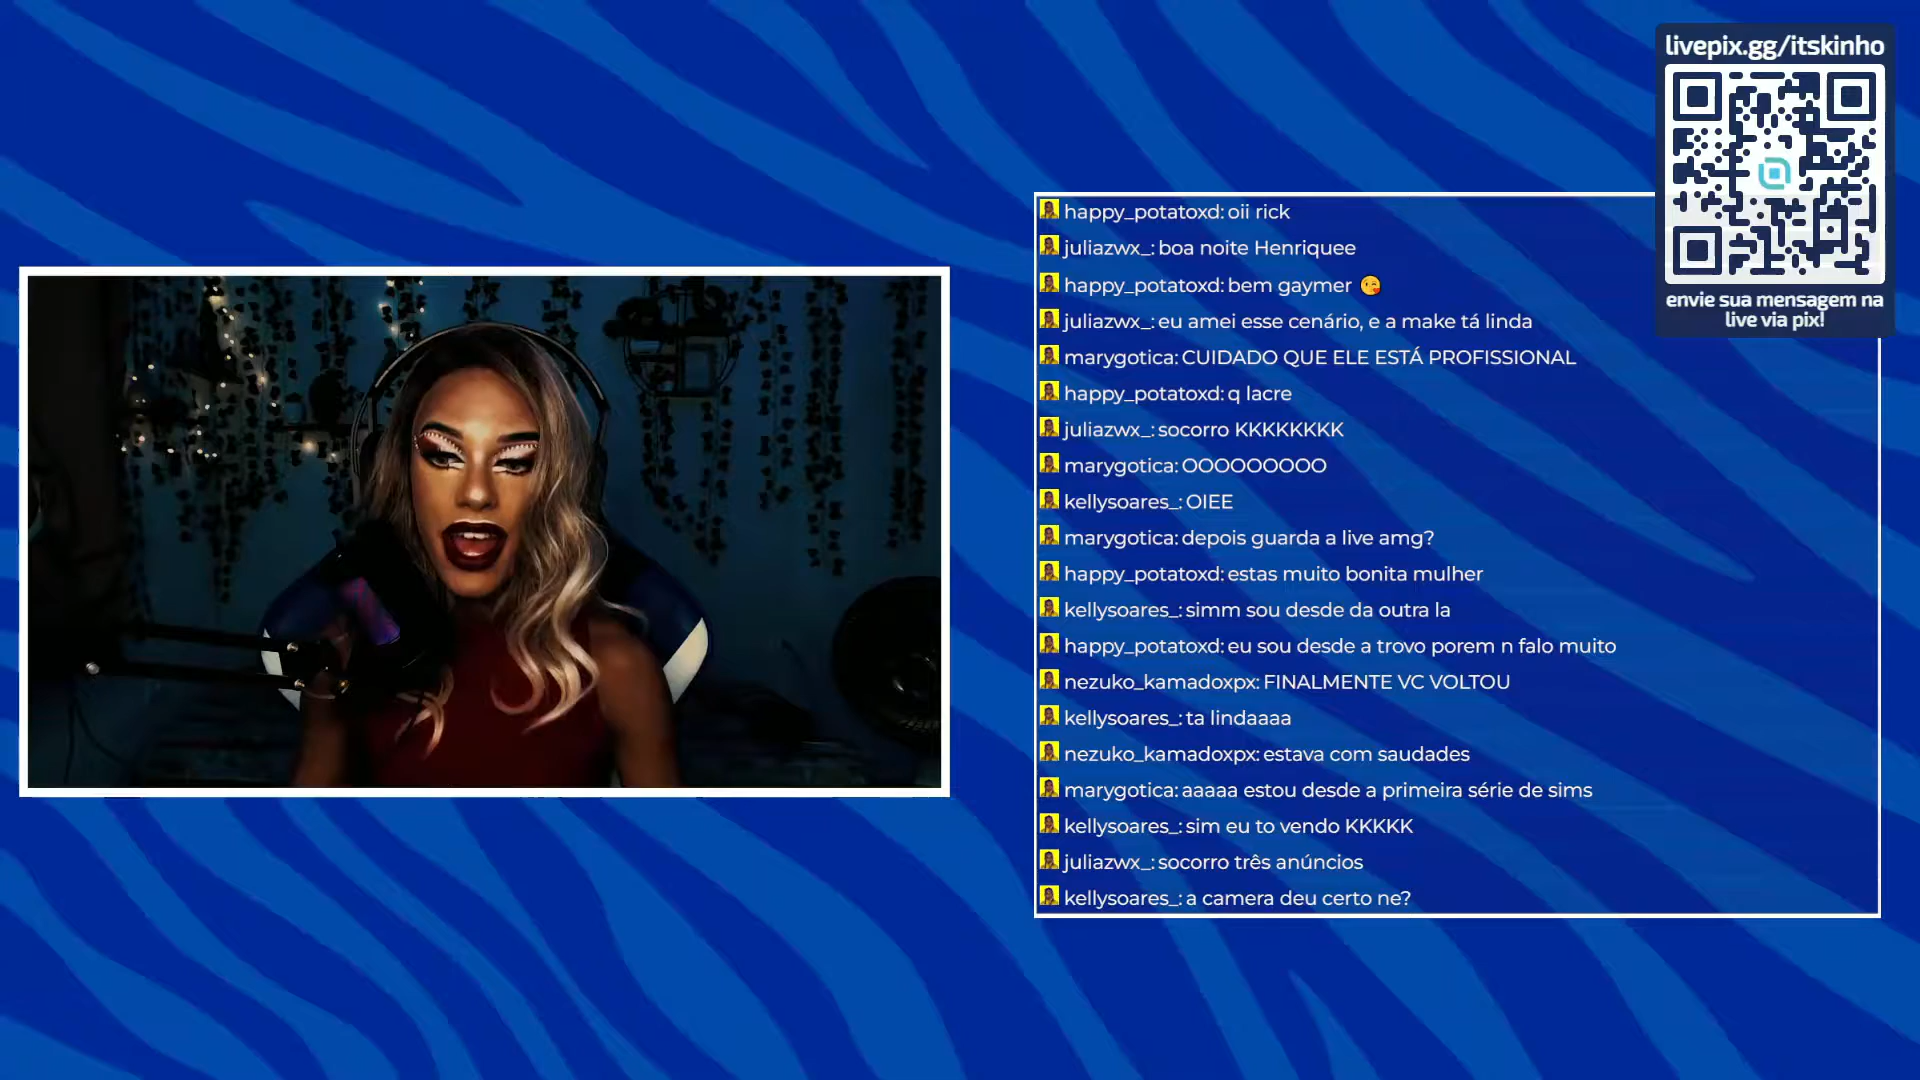 livepix.gg/itskinho
envie sua mensagem na
live via pix!
happy_potatoxd: oii rick
juliazwx_: boa noite Henriquee
happy_potatoxd: bem gaymer 😘
juliazwx_: eu amei esse cenário, e a make tá linda
marygotica: CUIDADO QUE ELE ESTÁ PROFISSIONAL
happy_potatoxd: q lacre
juliazwx_: socorro KKKKKKKK
marygotica: OOOOOOOOO
kellysoares_: OIEE
marygotica: depois guarda a live amg?
happy_potatoxd: estas muito bonita mulher
kellysoares_: simm sou desde da outra la
happy_potatoxd: eu sou desde a trovo porem n falo muito
nezuko_kamadoxpx: FINALMENTE VC VOLTOU
kellysoares_: ta lindaaaa
nezuko_kamadoxpx: estava com saudades
marygotica: aaaaa estou desde a primeira série de sims
kellysoares_: sim eu to vendo KKKKK
juliazwx_: socorro três anúncios
kellysoares_: a camera deu certo ne?